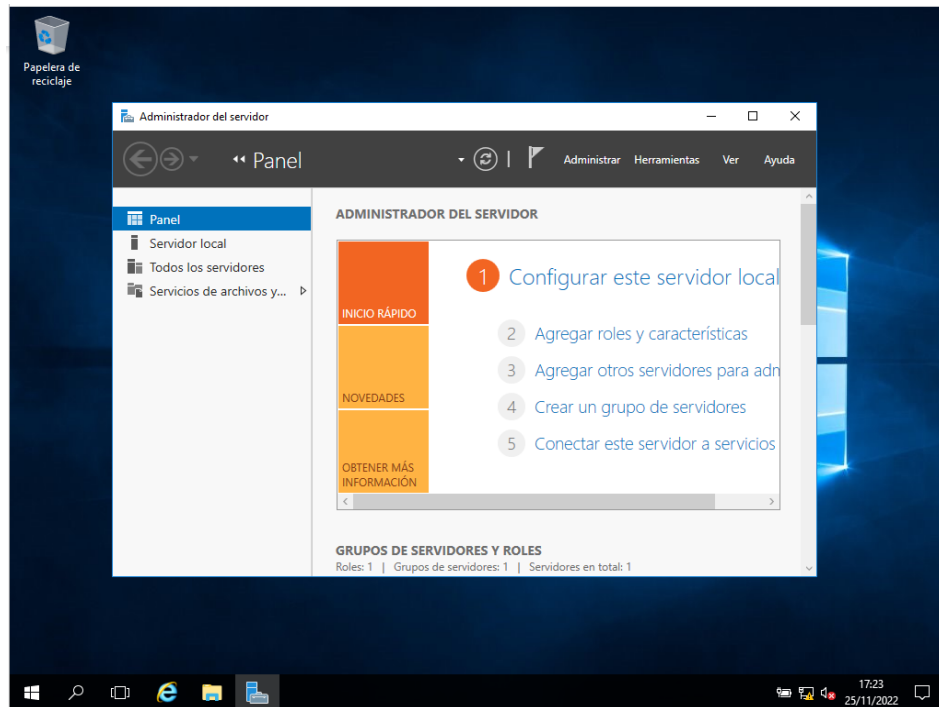 Papelera de
reciclaje
Administrador del servidor
Panel
Administrar Herramientas Ver Ayuda
Panel
Servidor local
Todos los servidores
Servicios de archivos y...
ADMINISTRADOR DEL SERVIDOR
INICIO RÁPIDO
NOVEDADES
OBTENER MÁS
INFORMACIÓN
1 Configurar este servidor local
2 Agregar roles y características
3 Agregar otros servidores para adn
4 Crear un grupo de servidores
5 Conectar este servidor a servicios
GRUPOS DE SERVIDORES Y ROLES
Roles: 1 | Grupos de servidores: 1 | Servidores en total: 1
17:23
25/11/2022